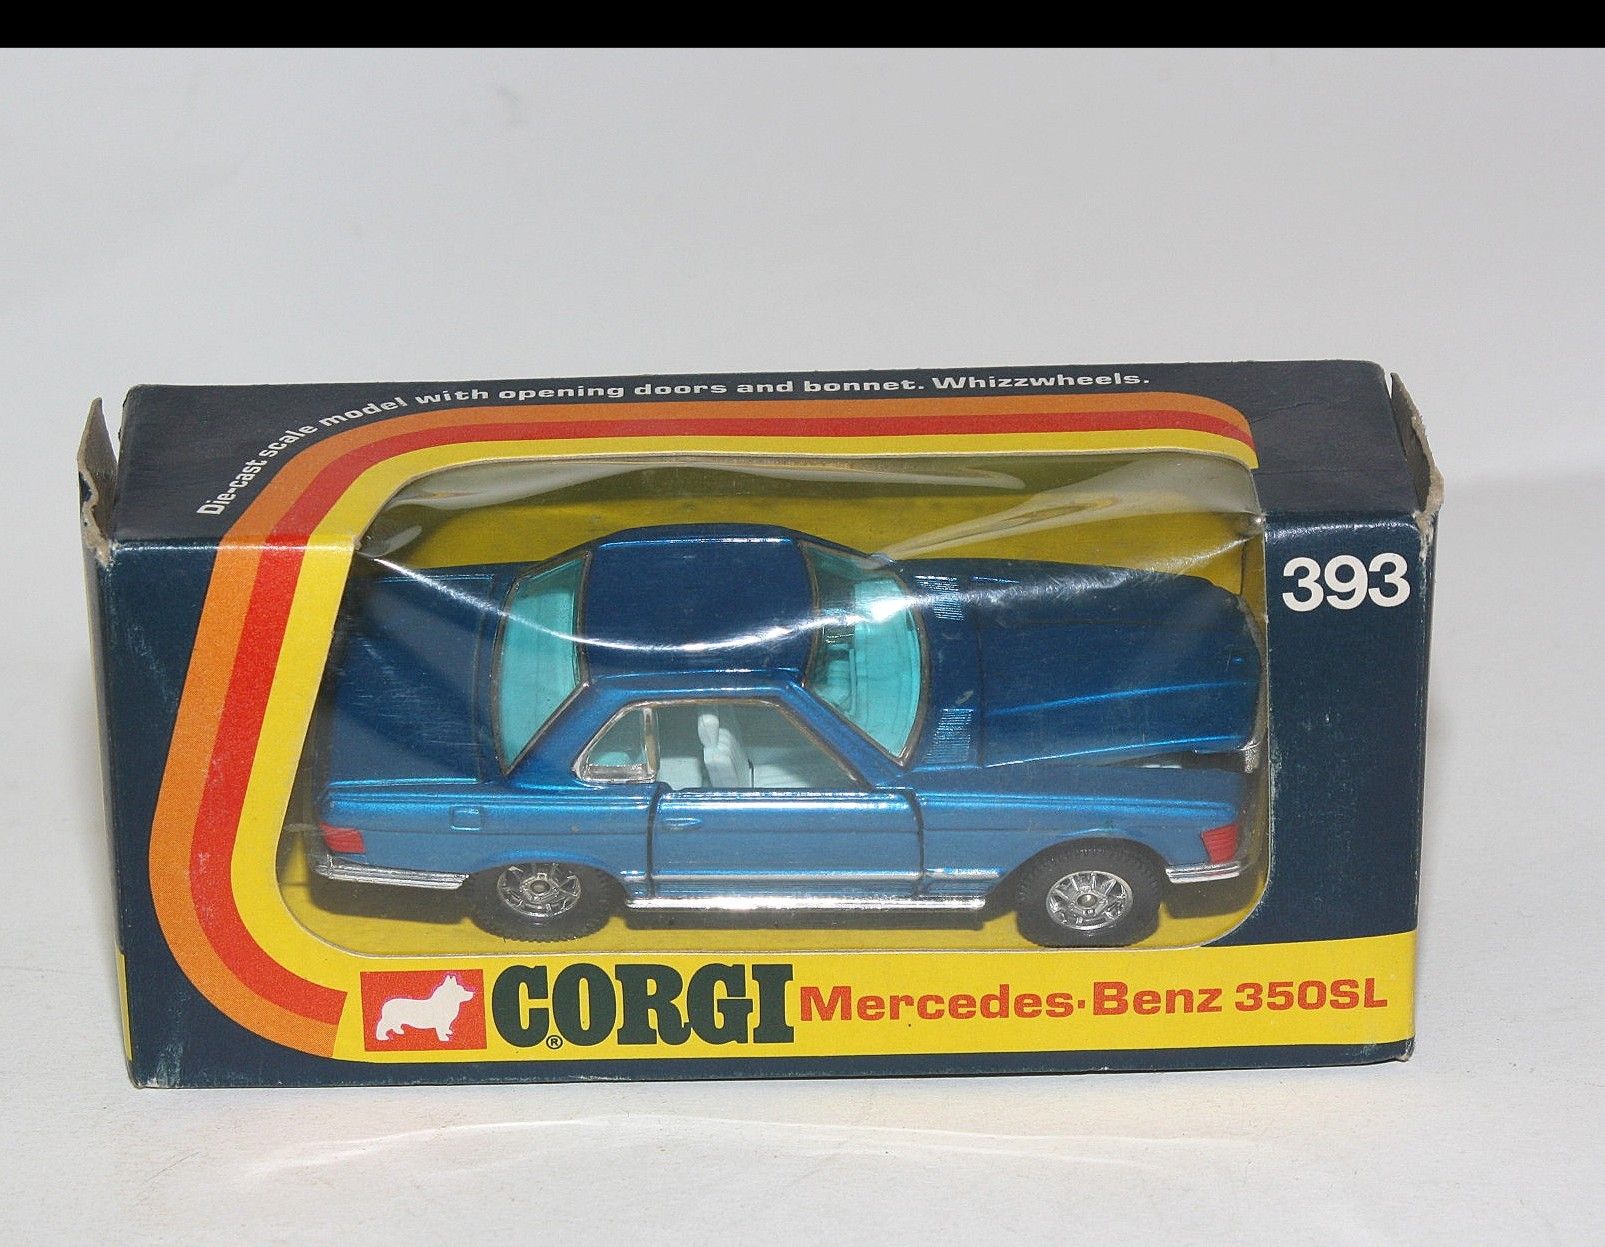 Die-cast scale model with opening doors and bonnet. Whizzwheels.
393
CORGI® Mercedes·Benz 350SL